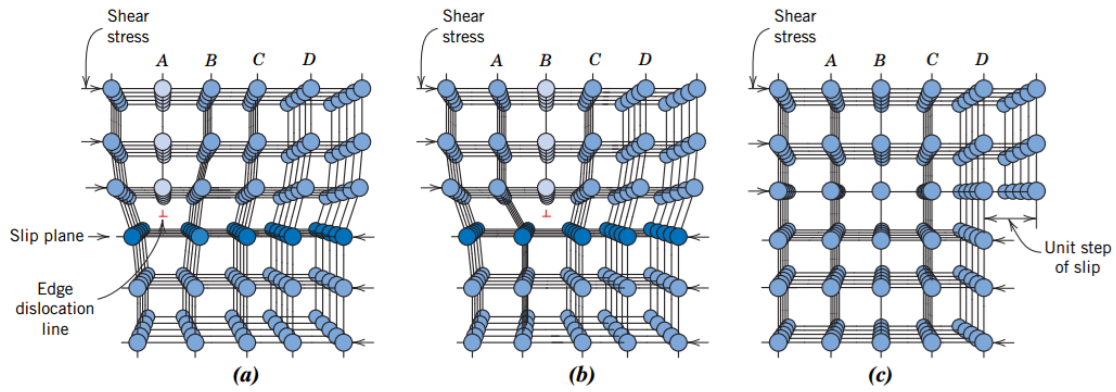 Shear
stress
A B C D
Slip plane
Edge
dislocation
line
(a)
Shear
stress
A B C D
(b)
Shear
stress
A B C D
Unit step
of slip
(c)